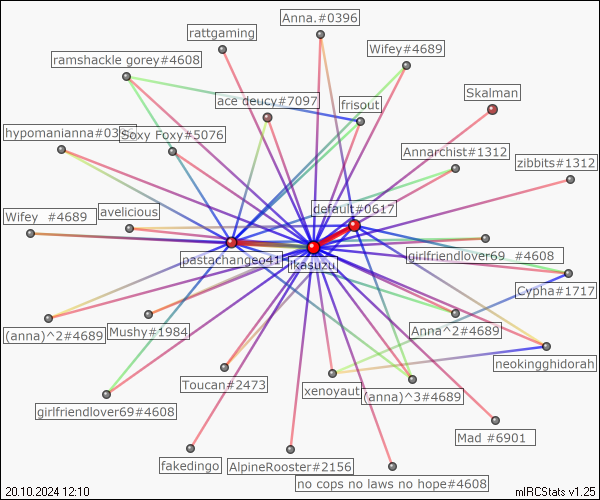 Anna.#0396
rattgaming
Wifey#4689
ramshackle gorey#4608
Skalman
ace deucy#7097
frisout
hypomanianna#0396
Soxy Foxy#5076
Annarchist#1312
zibbits#1312
default#0617
Wifey  #4689
avelicious
pastachangeo41
ikasuzu
girlfriendlover69_#4608
Cypha#1717
(anna)^2#4689
Mushy#1984
Anna^2#4689
neokingghidorah
Toucan#2473
xenoyaut
(anna)^3#4689
girlfriendlover69#4608
Mad #6901
fakedingo
AlpineRooster#2156
no cops no laws no hope#4608
20.10.2024 12:10
mIRCStats v1.25